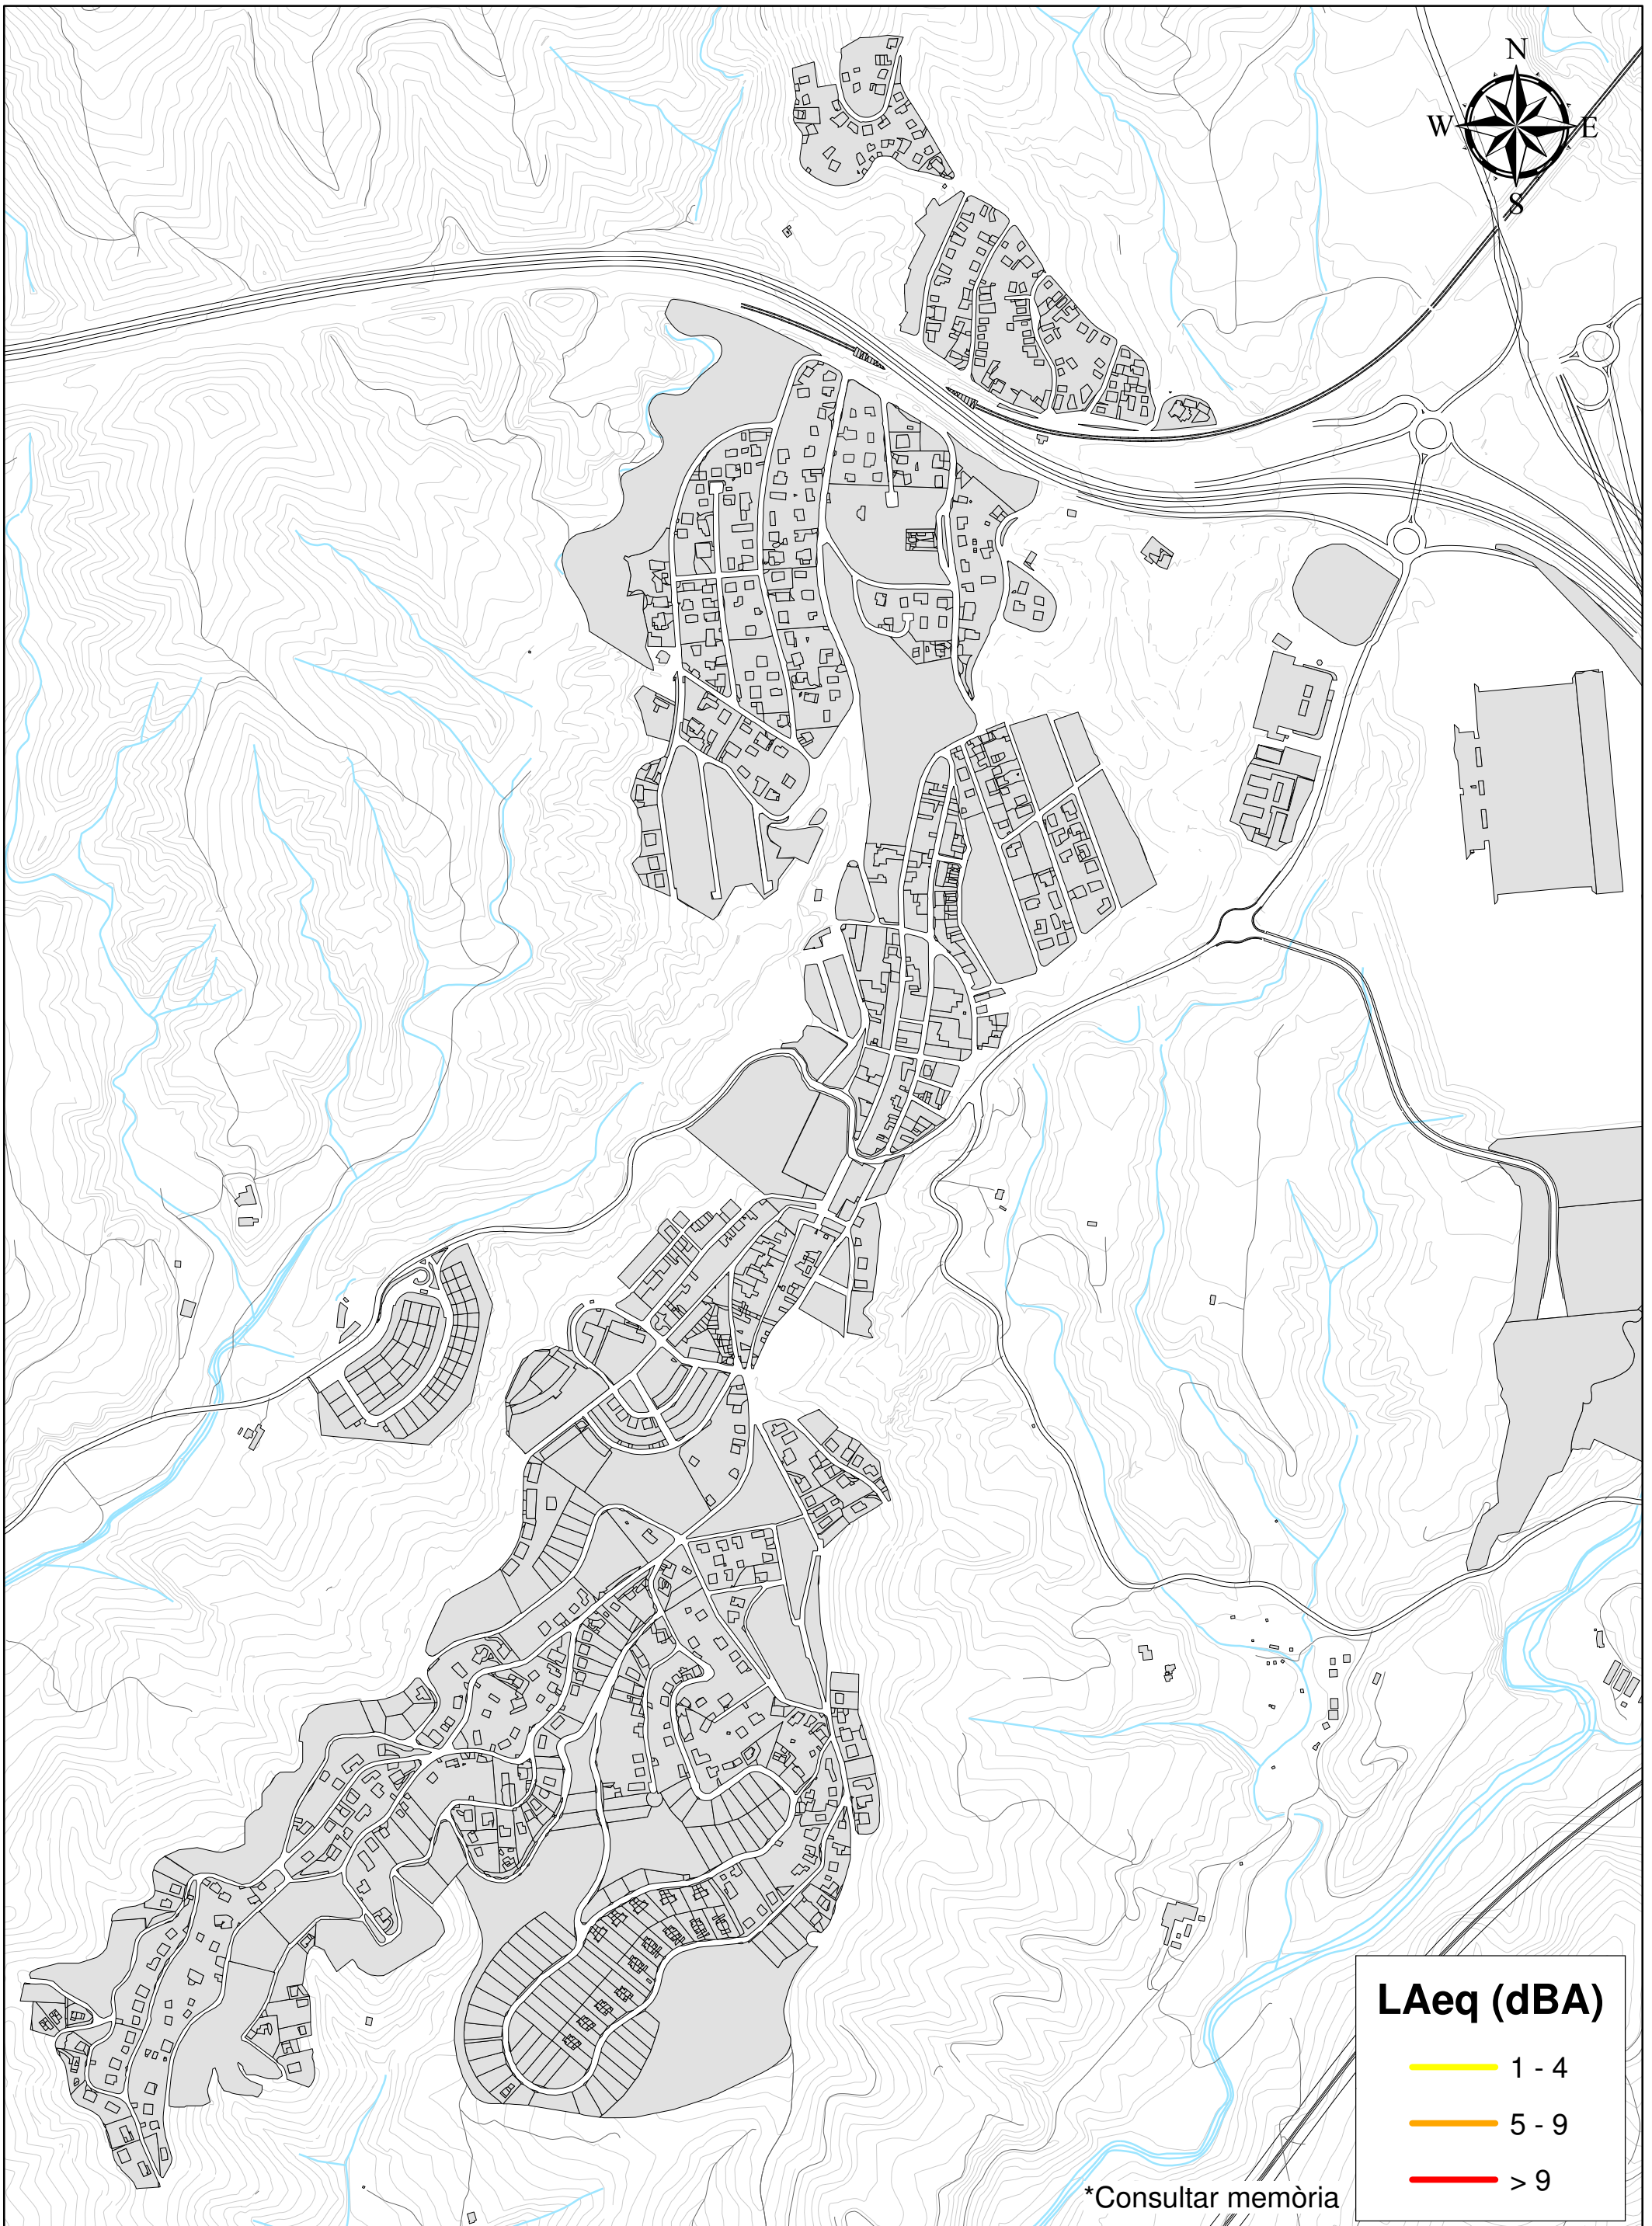 N
W
E
S
LAeq (dBA)
1 - 4
5 - 9
> 9
*Consultar memòria